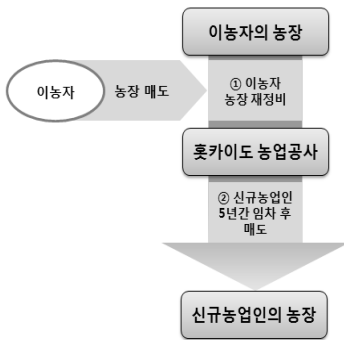 이농자의 농장
이농자
농장 매도
① 이농자
농장 재정비
홋카이도 농업공사
② 신규농업인
5년간 임차 후
매도
신규농업인의 농장